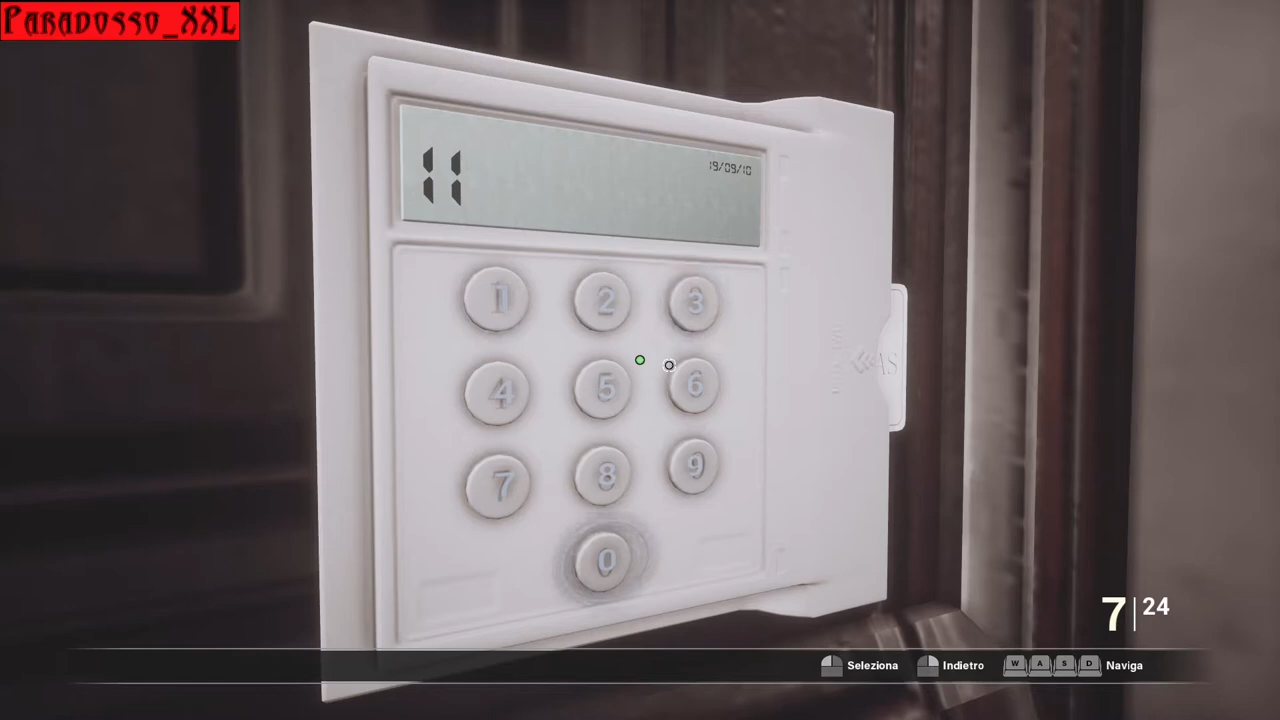 Paradosso_XXL
19/09/10
11
1 2 3
4 5 6
AS
7 8 9
0
7 | 24
Seleziona Indietro W A S D Naviga